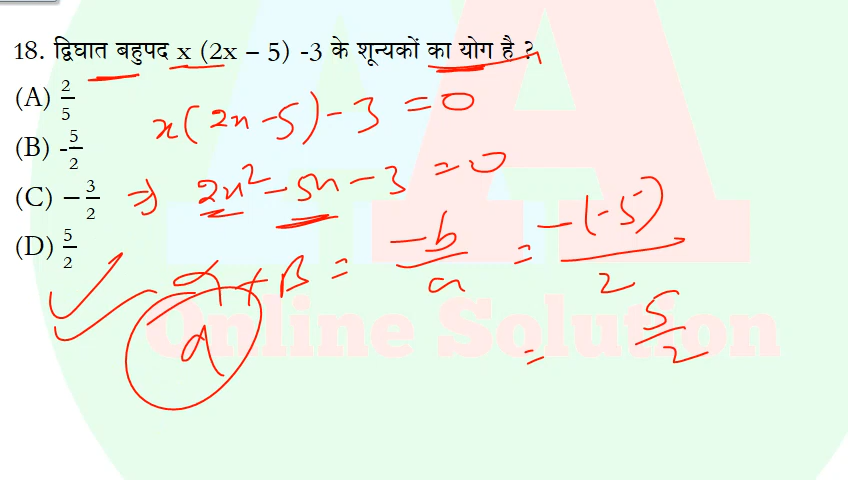 18. द्विघात बहुपद x (2x – 5) -3 के शून्यकों का योग है ?
(A) 2/5
x(2x-5)-3 = 0
(B) -5/2
(C) – 3/2
⇒ 2x² - 5x - 3 = 0
(D) 5/2
α + β = -b/a = -(-5)/2
Online Solution
d
= 5/2